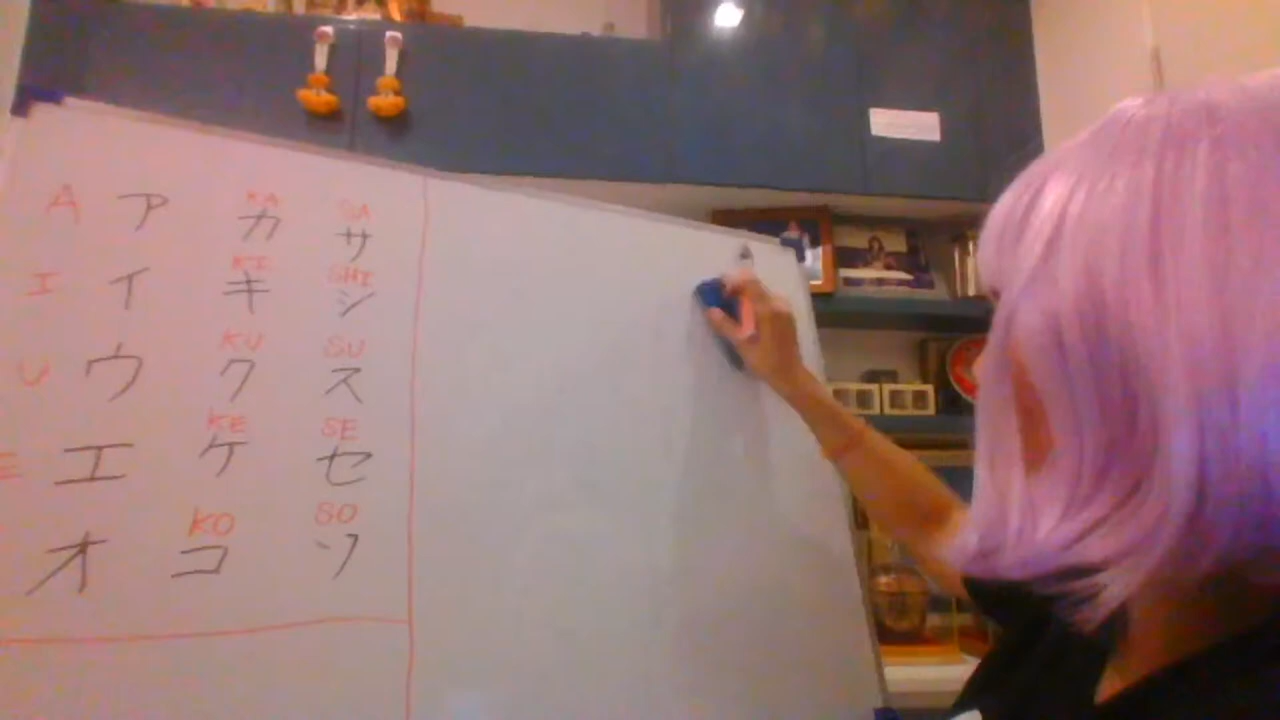 KA SA
A ア カ サ
KI SHI
I イ キ シ
KU SU
U ウ ク ス
KE SE
E エ ケ セ
KO SO
オ コ ソ